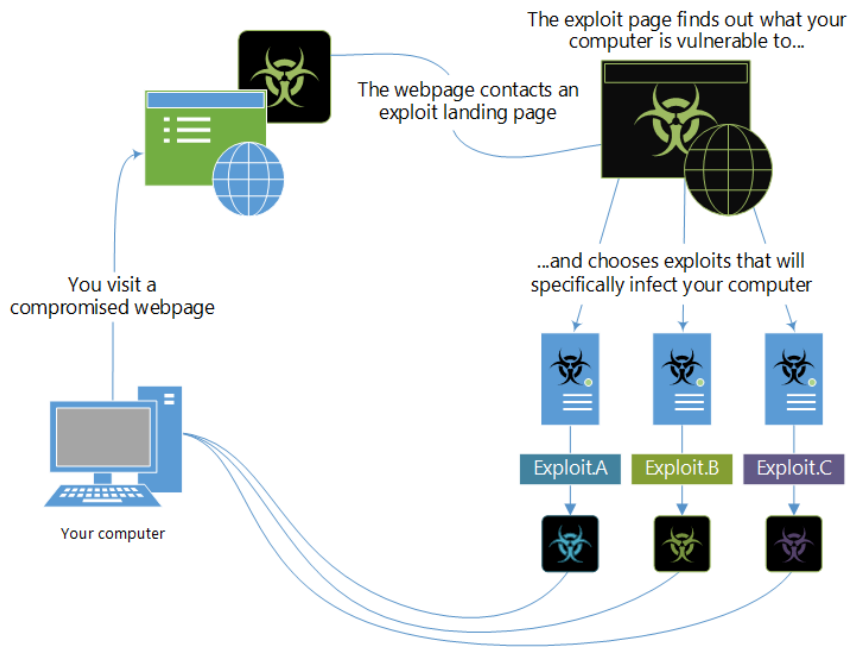 The exploit page finds out what your
computer is vulnerable to...
The webpage contacts an
exploit landing page
...and chooses exploits that will
specifically infect your computer
You visit a
compromised webpage
Exploit.A
Exploit.B
Exploit.C
Your computer